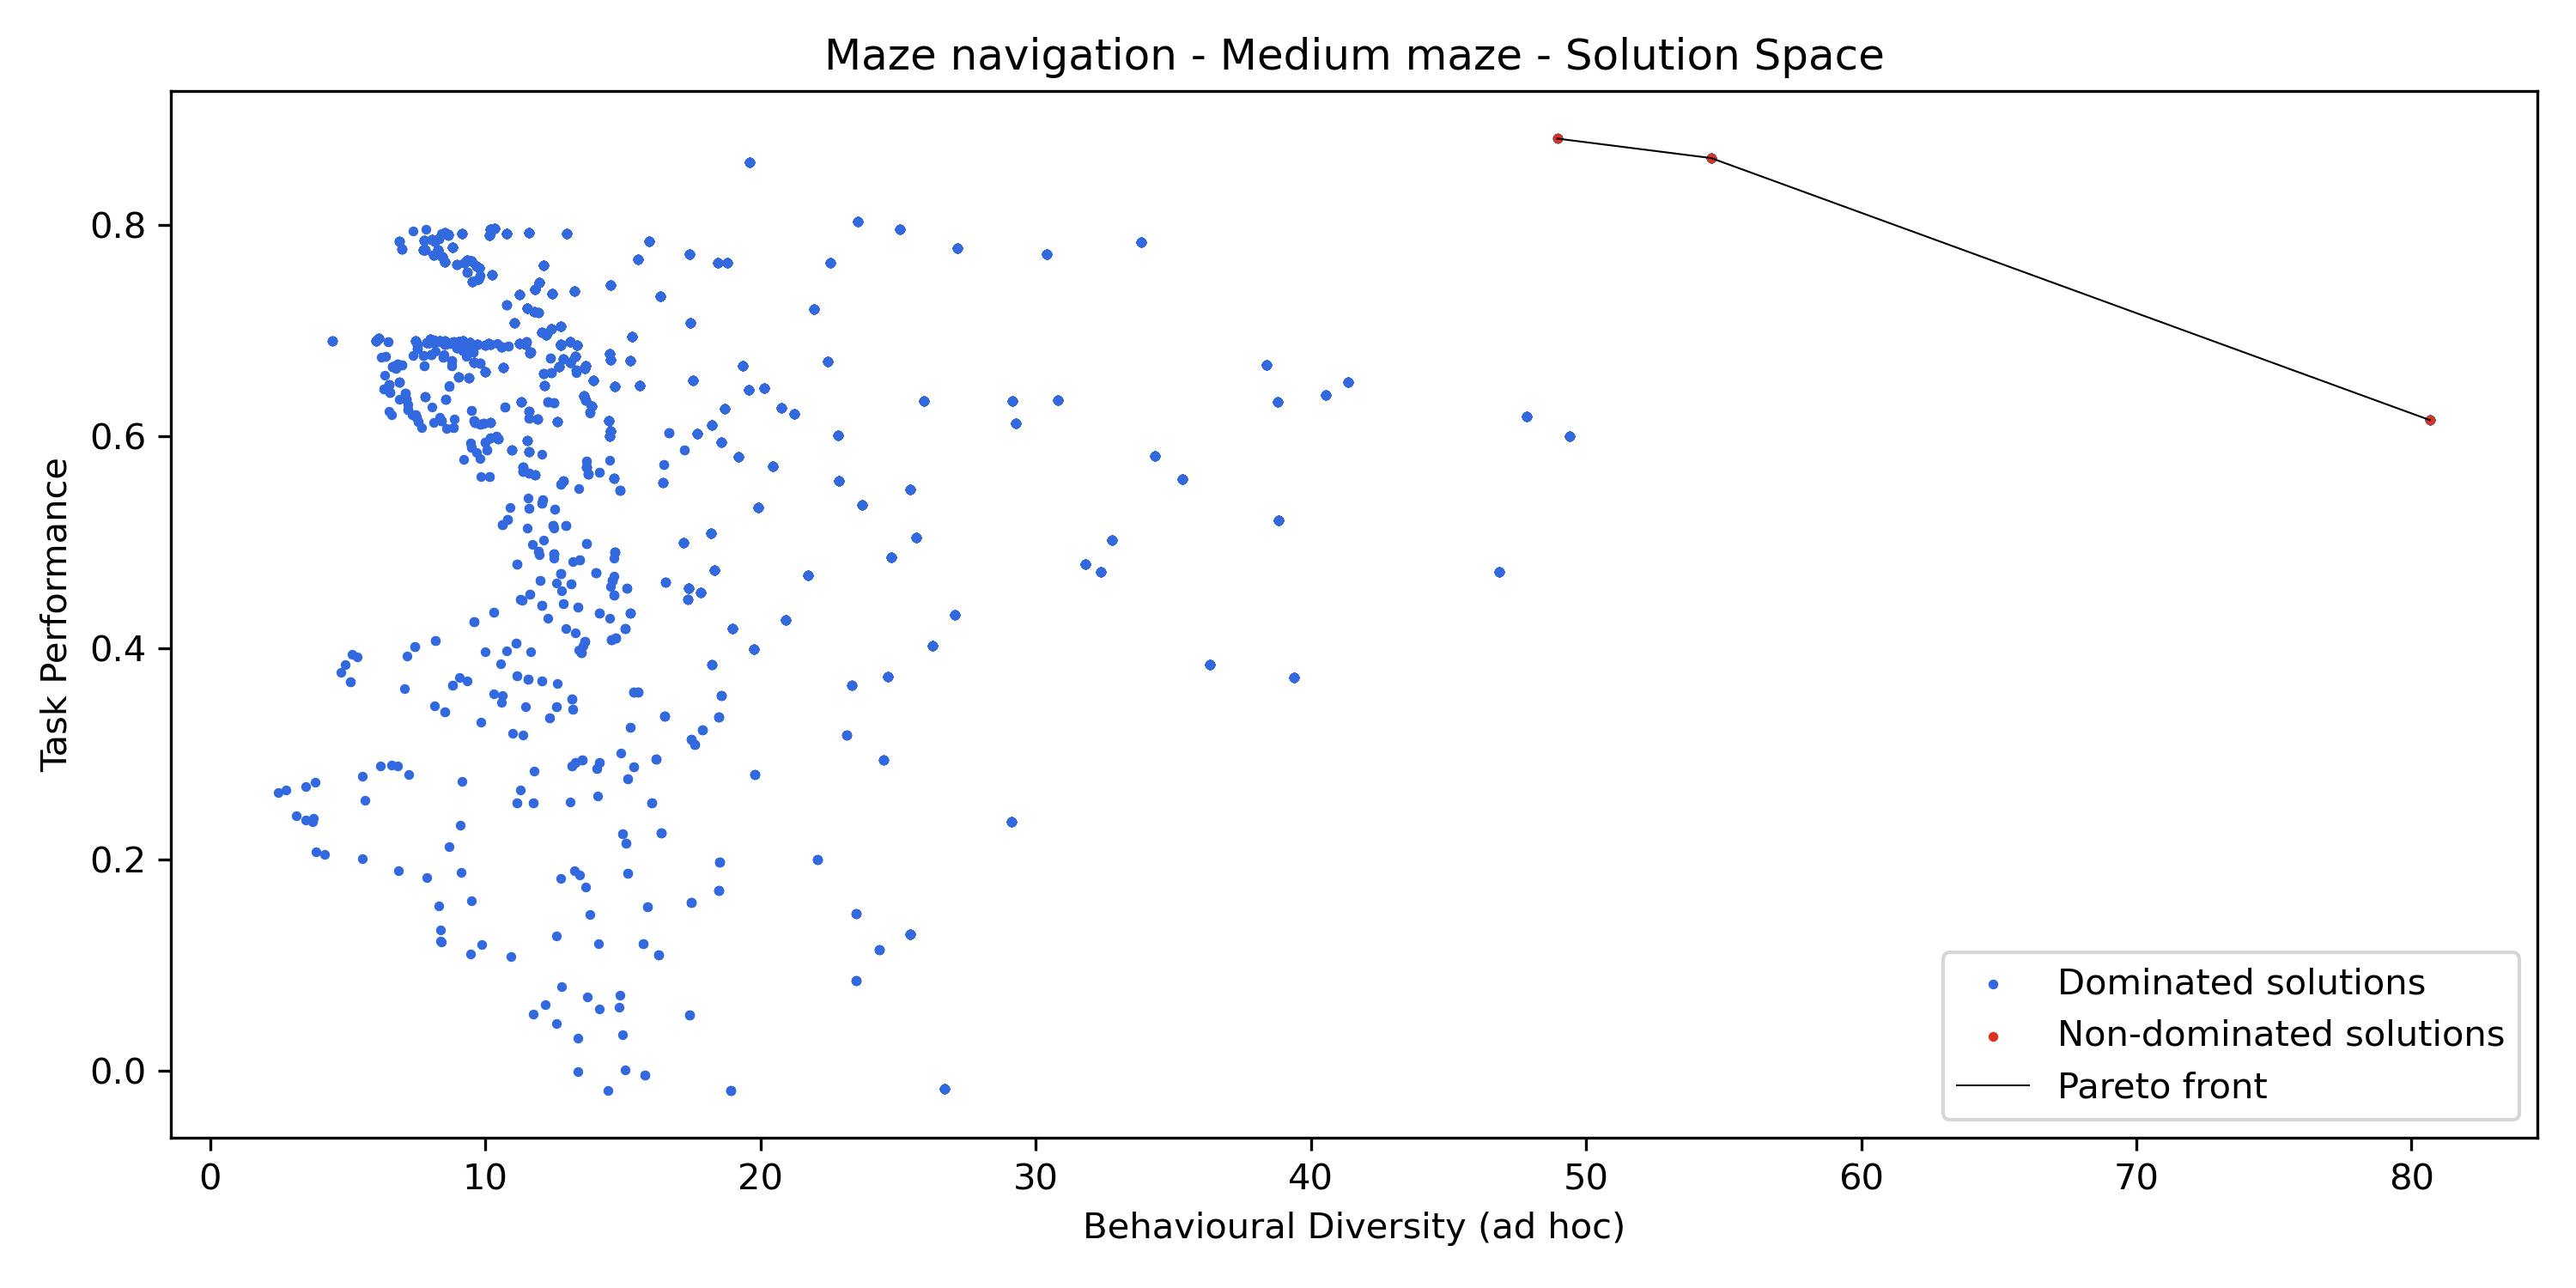 Maze navigation - Medium maze - Solution Space
Task Performance
0.8
0.6
0.4
0.2
0.0
0 10 20 30 40 50 60 70 80
Behavioural Diversity (ad hoc)
Dominated solutions
Non-dominated solutions
Pareto front